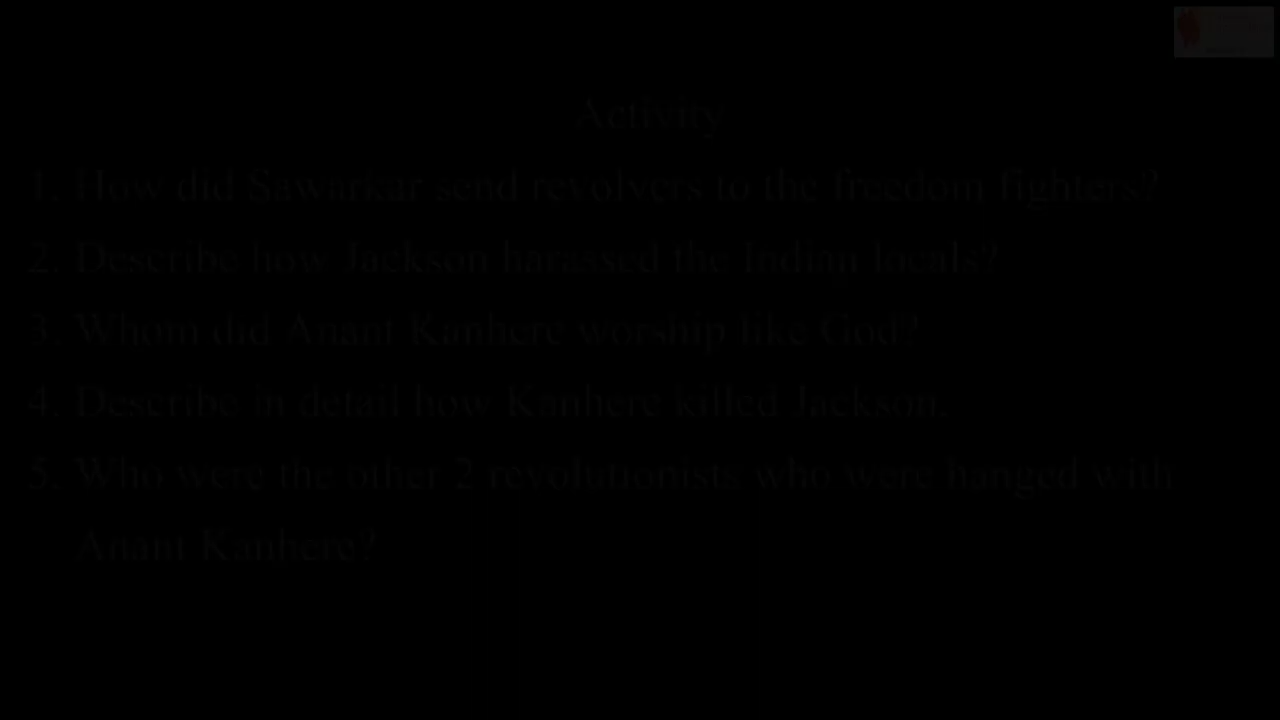 Activity
1. How did Sawarkar send revolvers to the freedom fighters?
2. Describe how Jackson harassed the Indian locals?
3. Whom did Anant Kanhere worship like God?
4. Describe in detail how Kanhere killed Jackson.
5. Who were the other 2 revolutionists who were hanged with
Anant Kanhere?